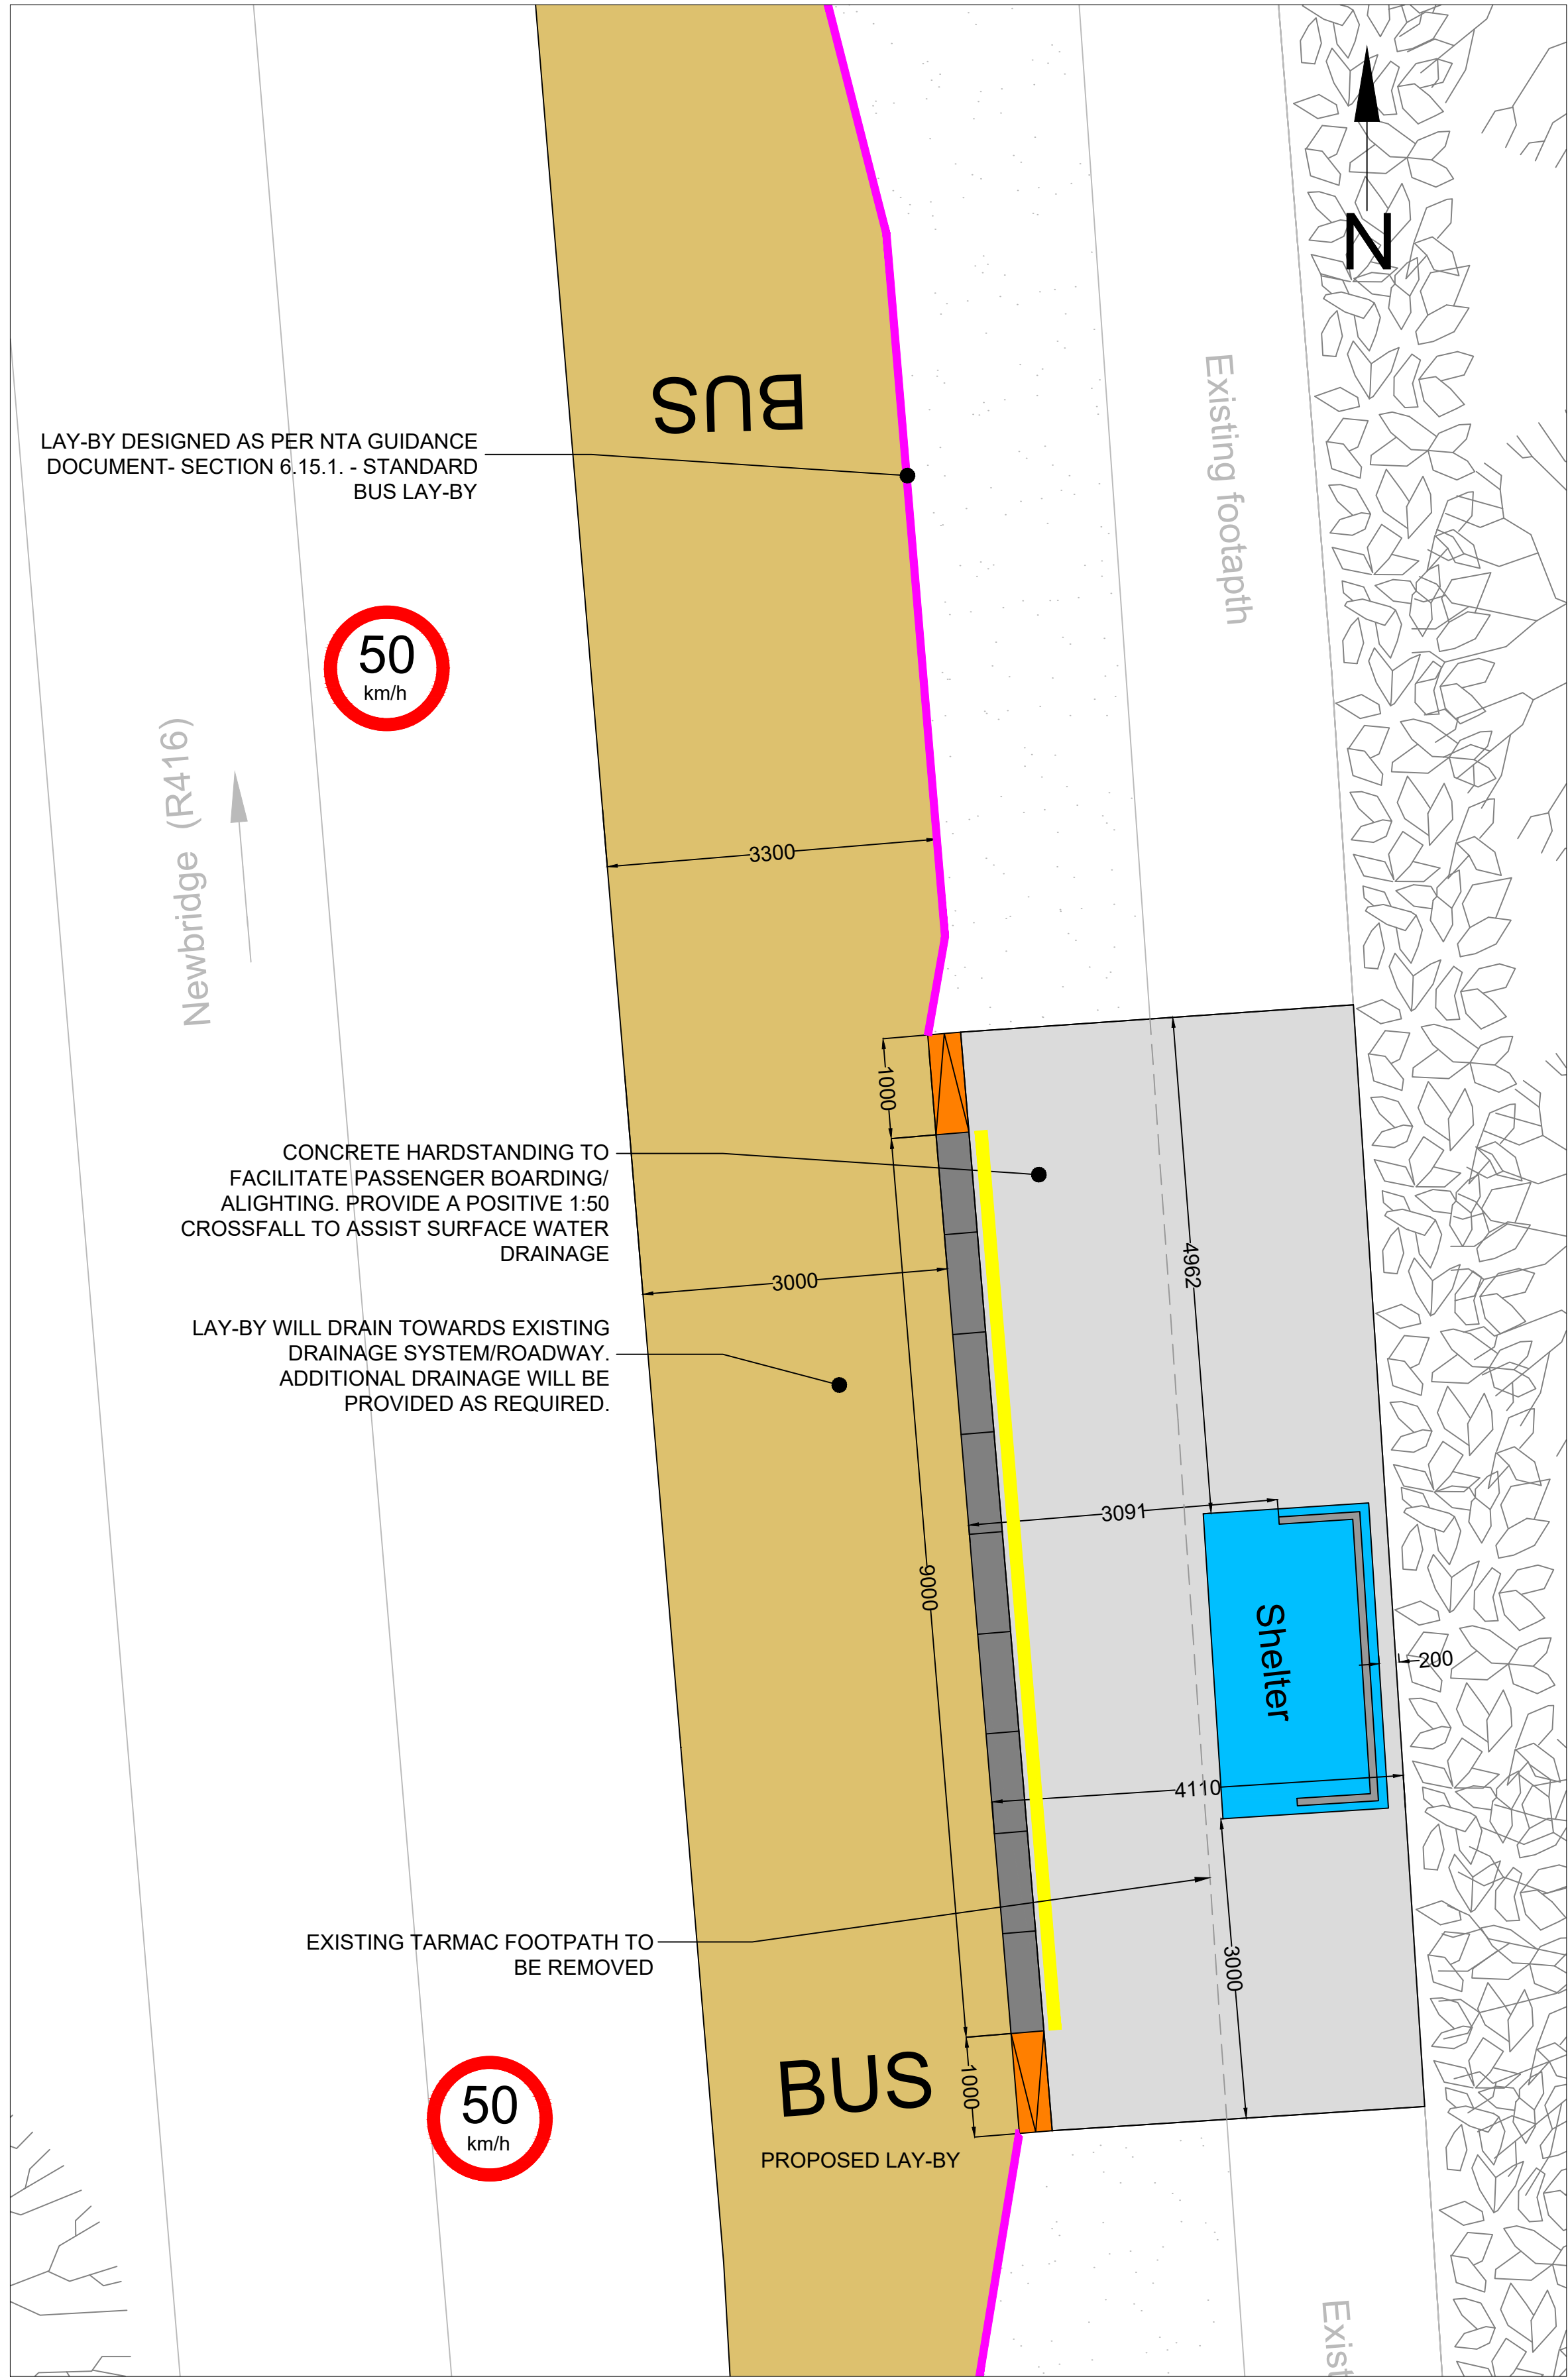 N
BUS
Existing footapth
LAY-BY DESIGNED AS PER NTA GUIDANCE
DOCUMENT- SECTION 6.15.1. - STANDARD
BUS LAY-BY
50
km/h
Newbridge (R416)
3300
1000
CONCRETE HARDSTANDING TO
FACILITATE PASSENGER BOARDING/
ALIGHTING. PROVIDE A POSITIVE 1:50
CROSSFALL TO ASSIST SURFACE WATER
DRAINAGE
4962
3000
LAY-BY WILL DRAIN TOWARDS EXISTING
DRAINAGE SYSTEM/ROADWAY.
ADDITIONAL DRAINAGE WILL BE
PROVIDED AS REQUIRED.
3091
9000
Shelter
200
4110
EXISTING TARMAC FOOTPATH TO
BE REMOVED
3000
BUS
1000
50
km/h
PROPOSED LAY-BY
Exist